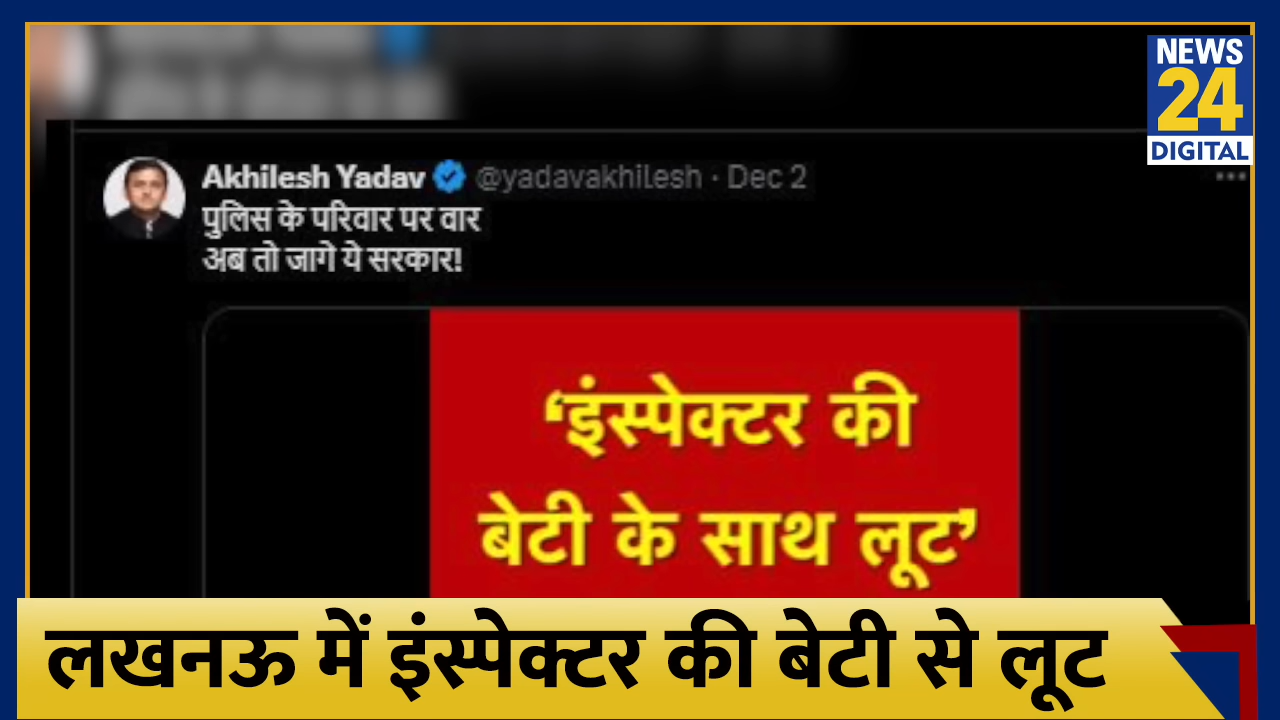 NEWS
24
DIGITAL
Akhilesh Yadav @yadavakhilesh · Dec 2
पुलिस के परिवार पर वार
अब तो जागे ये सरकार!
‘इंस्पेक्टर की
बेटी के साथ लूट’
लखनऊ में इंस्पेक्टर की बेटी से लूट